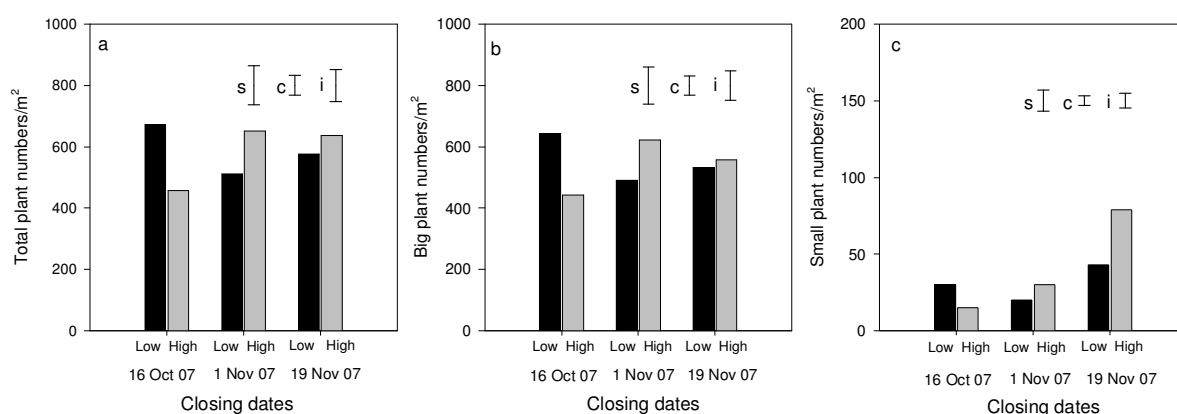 a
Total plant numbers/m²
1000
800
600
400
200
0
s c i
Low High Low High Low High
16 Oct 07 1 Nov 07 19 Nov 07
Closing dates
b
Big plant numbers/m²
1000
800
600
400
200
0
s c i
Low High Low High Low High
16 Oct 07 1 Nov 07 19 Nov 07
Closing dates
c
Small plant numbers/m²
200
150
100
50
0
s c i
Low High Low High Low High
16 Oct 07 1 Nov 07 19 Nov 07
Closing dates